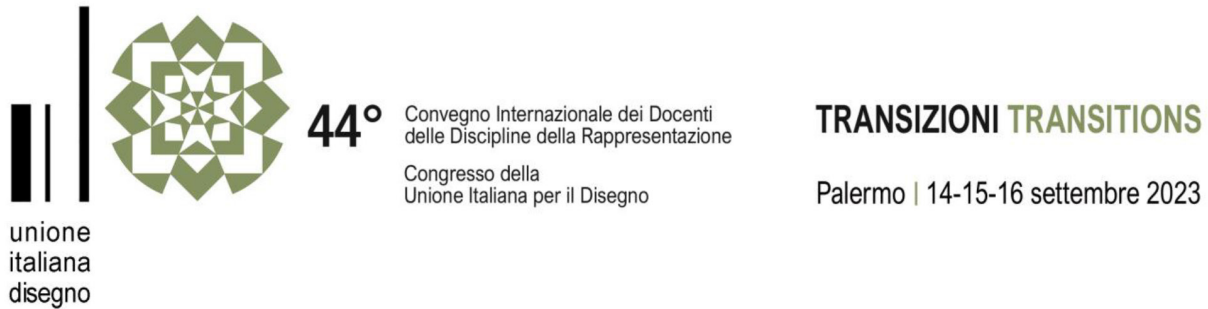 unione
italiana
disegno
44°
Convegno Internazionale dei Docenti
delle Discipline della Rappresentazione
Congresso della
Unione Italiana per il Disegno
TRANSIZIONI TRANSITIONS
Palermo | 14-15-16 settembre 2023